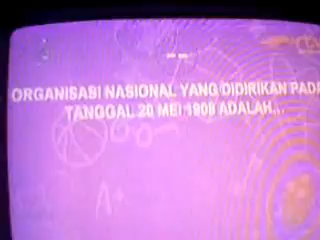 ORGANISASI NASIONAL YANG DIDIRIKAN PADA
TANGGAL 20 MEI 1908 ADALAH...
A+